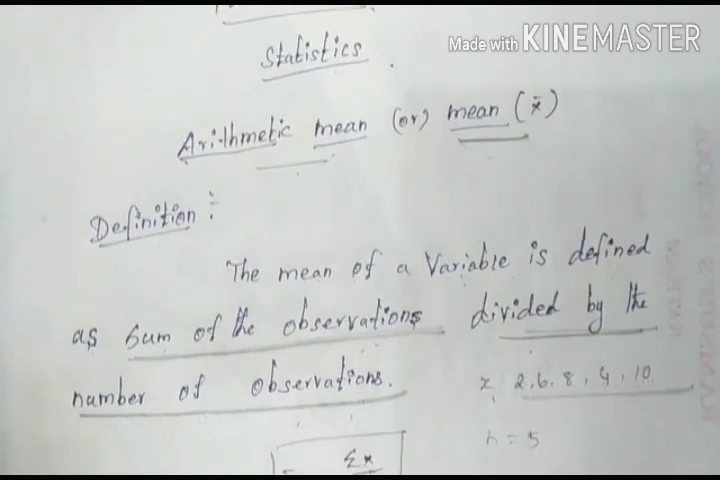 Made with KINEMASTER
Statistics.
Arithmetic mean (or) mean (x̄)
Definition :-
The mean of a Variable is defined
as Sum of the observations divided by the
number of observations.
x, 2, 6, 8, 4, 10
n = 5
Σx